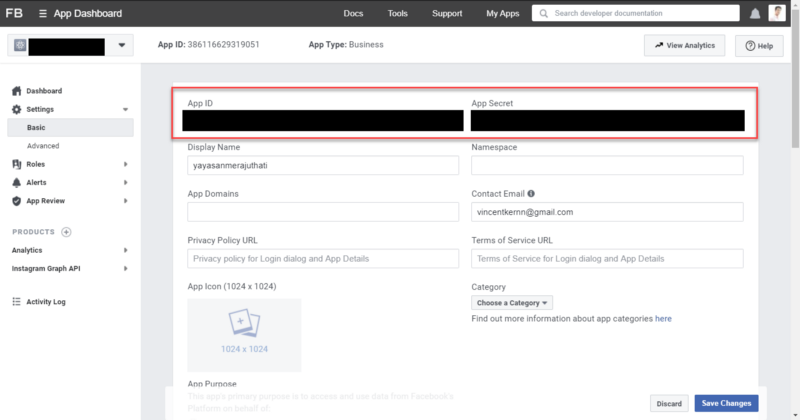 FB App Dashboard Docs Tools Support My Apps Search developer documentation
App ID: 386116629319051 App Type: Business View Analytics Help
Dashboard
Settings
Basic
Advanced
Roles
Alerts
App Review
PRODUCTS
Analytics
Instagram Graph API
Activity Log
App ID App Secret
Display Name Namespace
yayasanmerajuthati
App Domains Contact Email
vincentkernn@gmail.com
Privacy Policy URL Terms of Service URL
Privacy policy for Login dialog and App Details Terms of Service for Login dialog and App Details
App Icon (1024 x 1024) Category
Choose a Category
Find out more information about app categories here
1024 x 1024
App Purpose
This app's primary purpose is to access and use data from Facebook's
Platform on behalf of:
Discard Save Changes